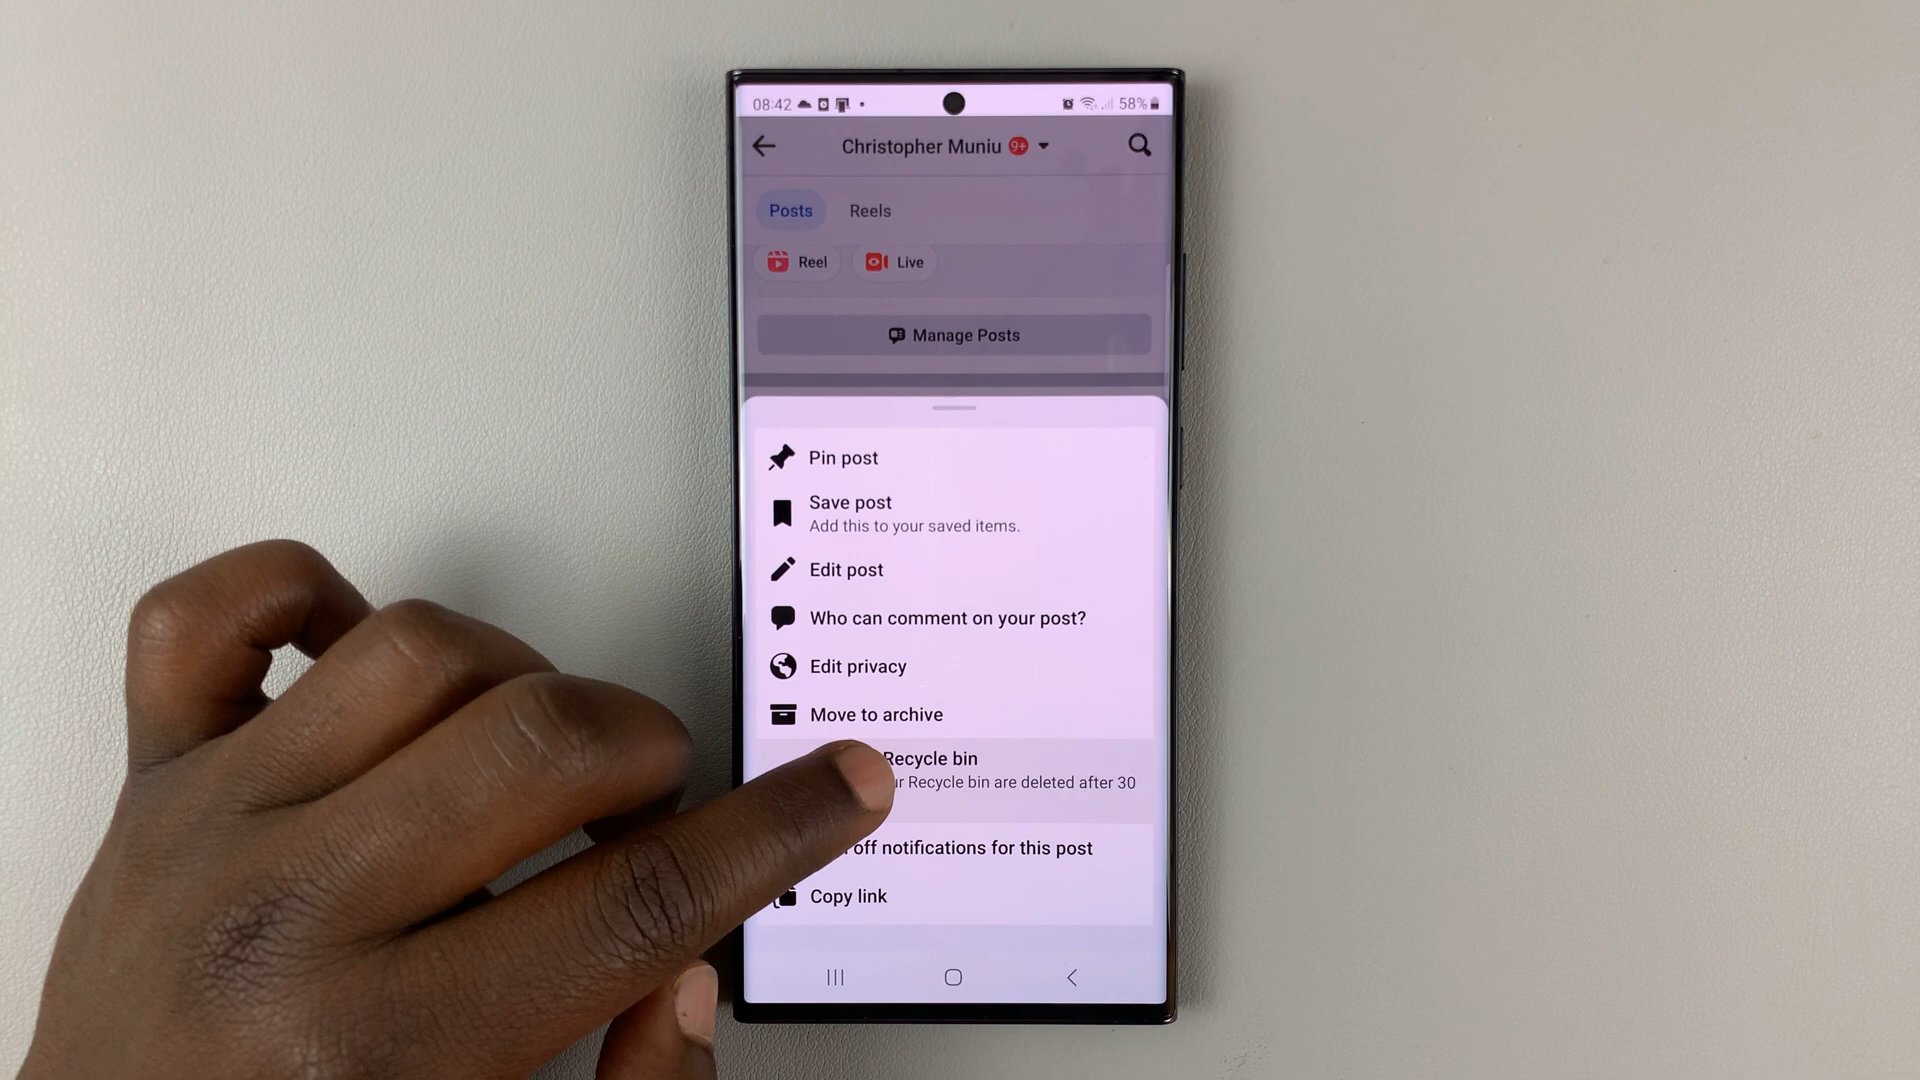 08:42
58%
Christopher Muniu 9+
Posts Reels
Reel Live
Manage Posts
Pin post
Save post
Add this to your saved items.
Edit post
Who can comment on your post?
Edit privacy
Move to archive
Recycle bin
Recycle bin are deleted after 30
off notifications for this post
Copy link